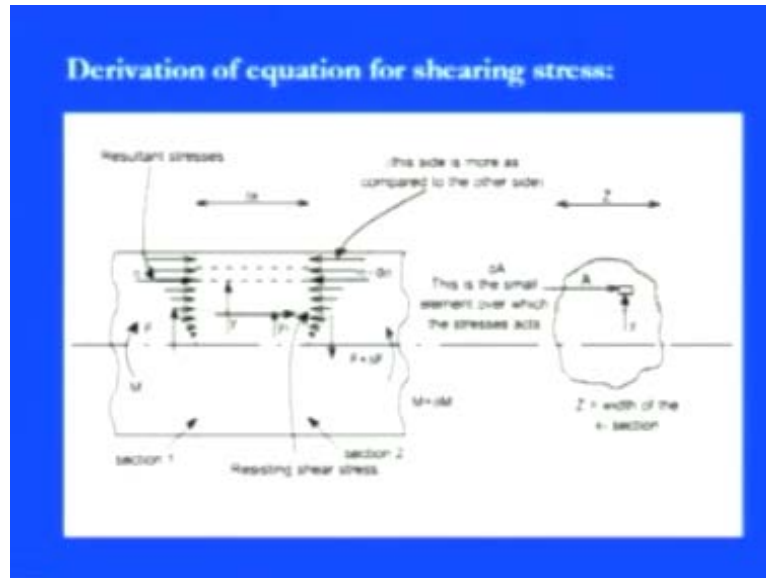 Derivation of equation for shearing stress:
Resultant stresses
(this side is more as
compared to the other side)
Z
dA
This is the small
element over which
the stresses acts
A
F
y
y
F + dF
M
M+dM
Z = width of the
x- section
section 1
section 2
Resisting shear stress